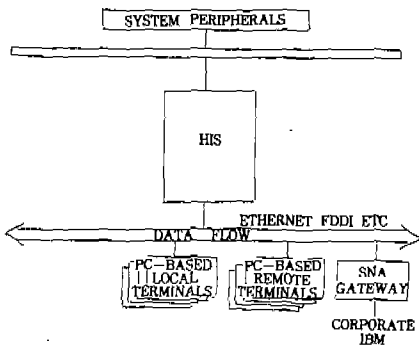 SYSTEM PERIPHERALS
HIS
ETHERNET FDDI ETC
DATA FLOW
PC-BASED
LOCAL
TERMINALS
PC-BASED
REMOTE
TERMINALS
SNA
GATEWAY
CORPORATE
IBM